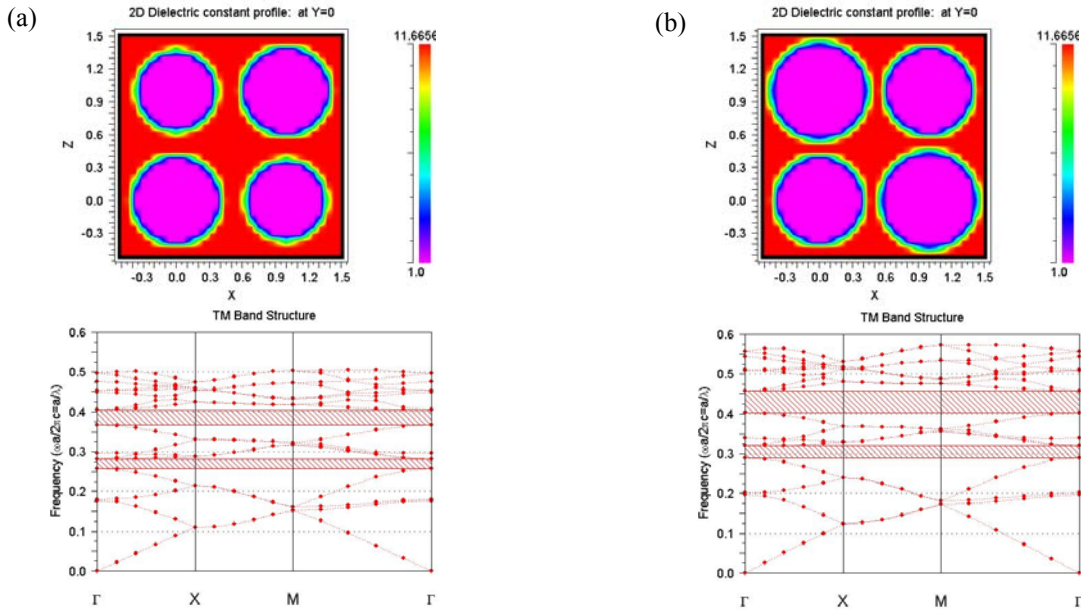 (a)
2D Dielectric constant profile: at Y=0
1.5
1.2
0.9
0.6
0.3
0.0
-0.3
Z
-0.3 0.0 0.3 0.6 0.9 1.2 1.5
X
11.6656
1.0
TM Band Structure
0.6
0.5
0.4
0.3
0.2
0.1
0.0
Frequency (ωa/2πc=a/λ)
Γ X M Γ
(b)
2D Dielectric constant profile: at Y=0
1.5
1.2
0.9
0.6
0.3
0.0
-0.3
Z
-0.3 0.0 0.3 0.6 0.9 1.2 1.5
X
11.6656
1.0
TM Band Structure
0.6
0.5
0.4
0.3
0.2
0.1
0.0
Frequency (ωa/2πc=a/λ)
Γ X M Γ